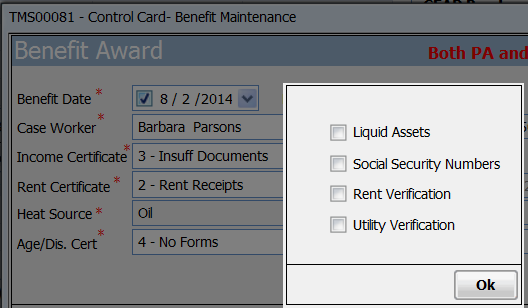 TMS00081 - Control Card- Benefit Maintenance
Benefit Award
Both PA and
Benefit Date * 8 / 2 /2014
Case Worker * Barbara Parsons
Income Certificate * 3 - Insuff Documents
Rent Certificate * 2 - Rent Receipts
Heat Source * Oil
Age/Dis. Cert * 4 - No Forms
Liquid Assets
Social Security Numbers
Rent Verification
Utility Verification
Ok